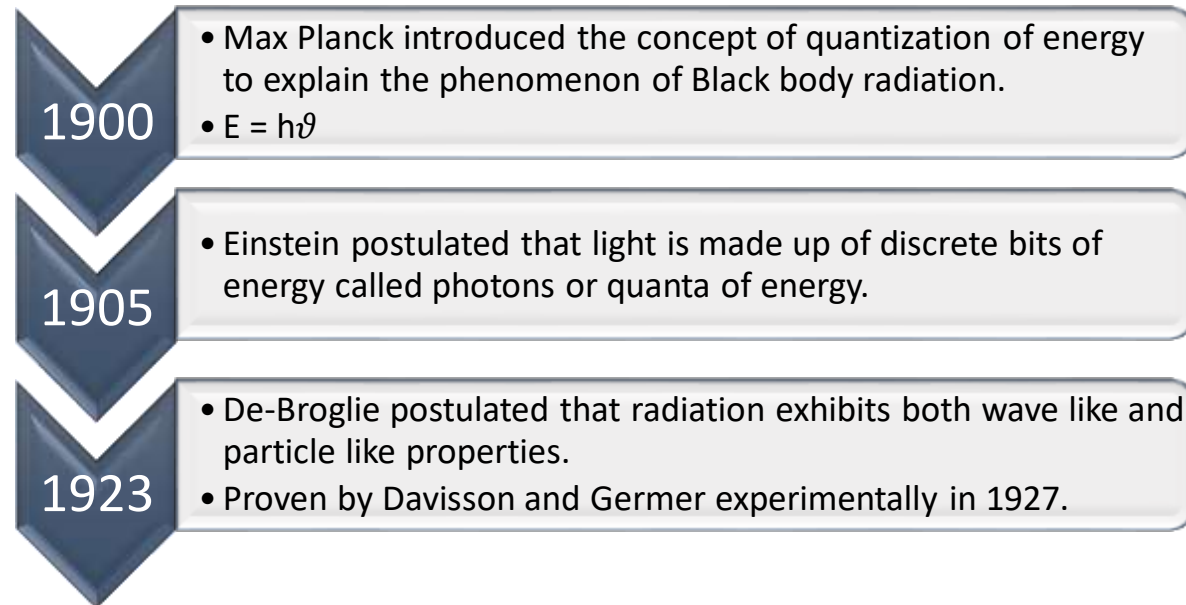 1900
• Max Planck introduced the concept of quantization of energy
to explain the phenomenon of Black body radiation.
• E = h𝜗
1905
• Einstein postulated that light is made up of discrete bits of
energy called photons or quanta of energy.
1923
• De-Broglie postulated that radiation exhibits both wave like and
particle like properties.
• Proven by Davisson and Germer experimentally in 1927.